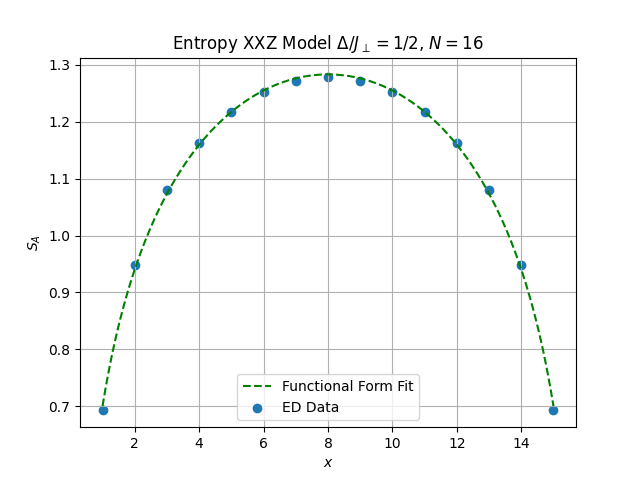 Entropy XXZ Model Δ/J⊥ = 1/2, N = 16
1.3
1.2
1.1
1.0
0.9
0.8
0.7
S_A
Functional Form Fit
ED Data
2 4 6 8 10 12 14
x